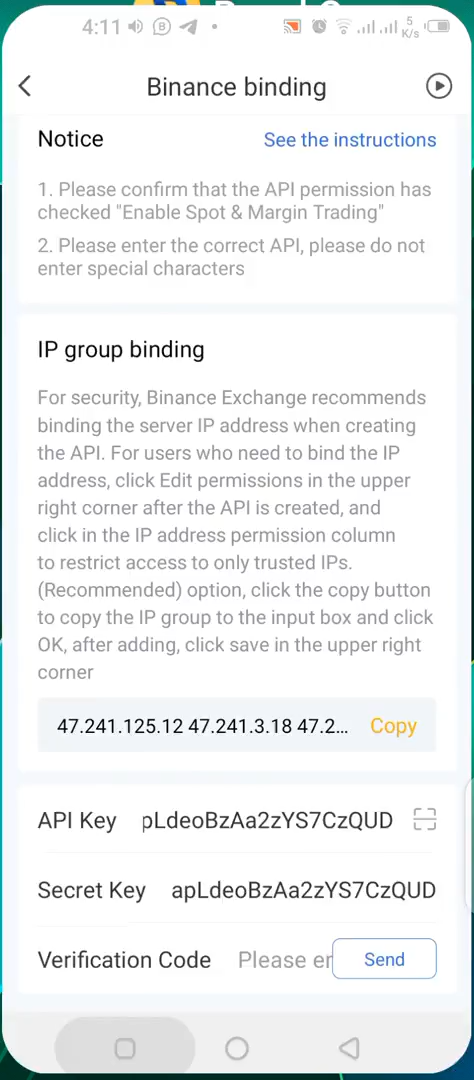 4:11
5
K/s
Binance binding
Notice See the instructions
1. Please confirm that the API permission has
checked "Enable Spot & Margin Trading"
2. Please enter the correct API, please do not
enter special characters
IP group binding
For security, Binance Exchange recommends
binding the server IP address when creating
the API. For users who need to bind the IP
address, click Edit permissions in the upper
right corner after the API is created, and
click in the IP address permission column
to restrict access to only trusted IPs.
(Recommended) option, click the copy button
to copy the IP group to the input box and click
OK, after adding, click save in the upper right
corner
47.241.125.12 47.241.3.18 47.2... Copy
API Key pLdeoBzAa2zYS7CzQUD
Secret Key apLdeoBzAa2zYS7CzQUD
Verification Code Please er Send